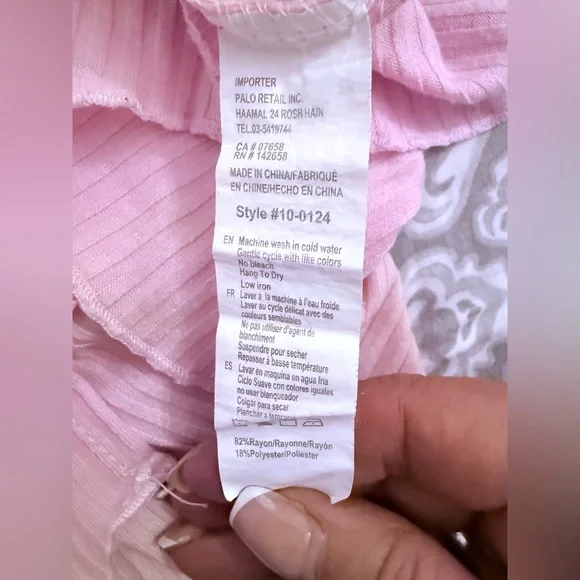 IMPORTER
PALO RETAIL INC.
HAAMAL 24 ROSH HAIN
TEL.03-5419744
CA # 07658
RN # 142658
MADE IN CHINA/FABRIQUÉ
EN CHINE/HECHO EN CHINA
Style #10-0124
EN Machine wash in cold water
Gentle cycle with like colors
No bleach
Hang To Dry
Low iron
FR Laver a la machine à l'eau froide
Laver au cycle délicat avec des
couleurs semblables
Ne pas utiliser d'agent de
blanchiment
Suspendre pour secher
Repasser à basse température
ES Lavar en maquina en agua fria
Ciclo Suave con colores iguales
no usar blanqueador
Colgar para secar
Planchar a
82%Rayon/Rayonne/Rayón
18%Polyester/Poliester